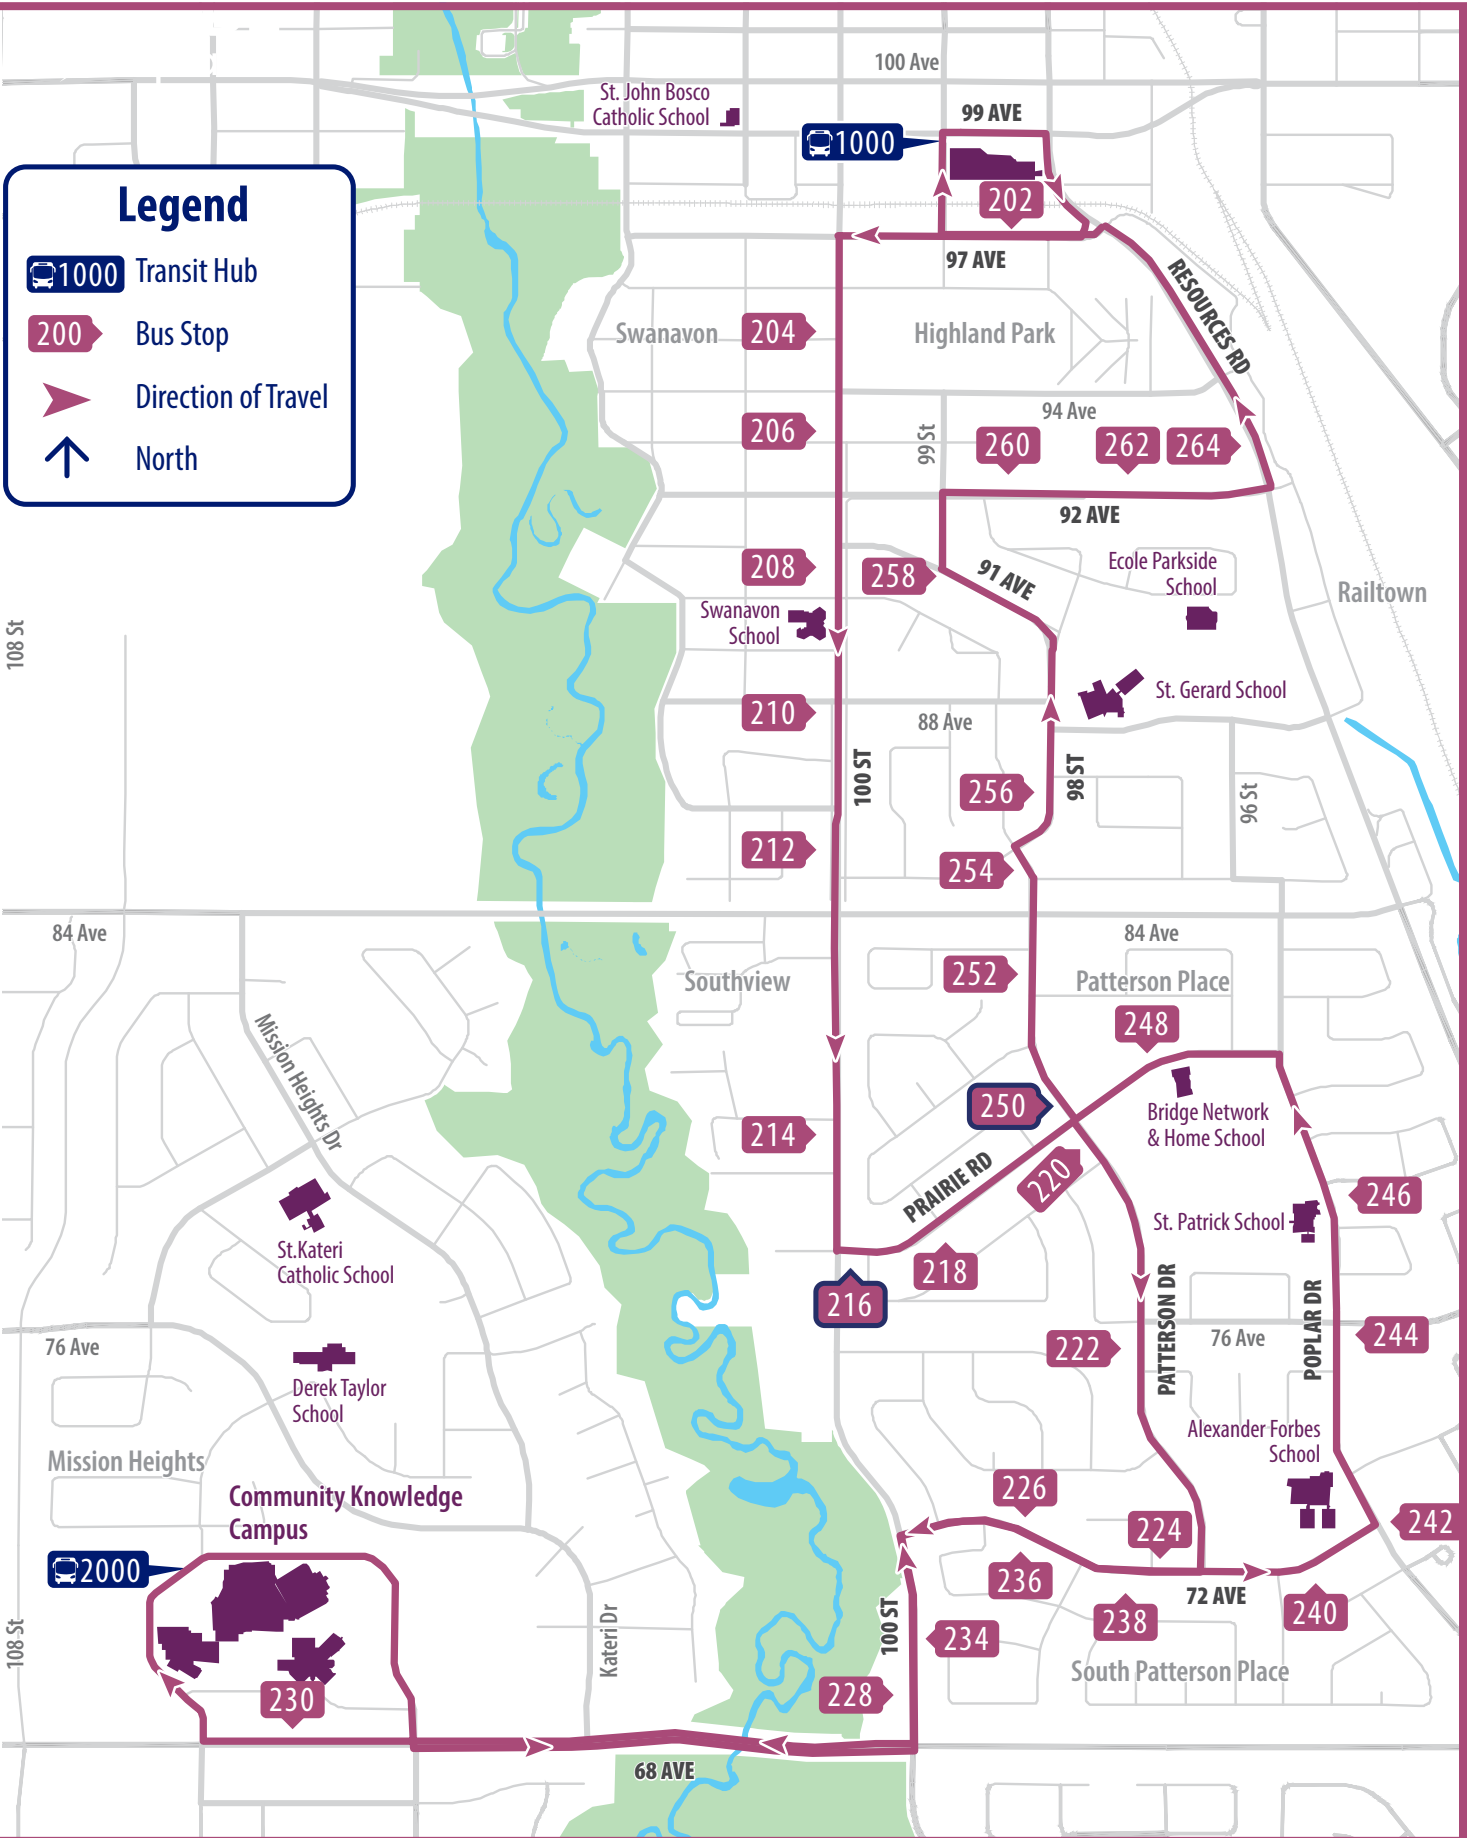 100 Ave
St. John Bosco
Catholic School
99 AVE
1000
202
97 AVE
Legend
1000 Transit Hub
200 Bus Stop
Direction of Travel
North
RESOURCES RD
Swanavon
204
Highland Park
94 Ave
206
99 St
260
262
264
92 AVE
208
258
91 AVE
Ecole Parkside
School
Railtown
Swanavon
School
108 St
St. Gerard School
210
88 Ave
100 ST
256
98 ST
96 St
212
254
84 Ave
84 Ave
Southview
252
Patterson Place
248
Mission Heights Dr
250
Bridge Network
& Home School
214
PRAIRIE RD
220
246
St. Patrick School
St.Kateri
Catholic School
218
216
PATTERSON DR
POPLAR DR
76 Ave
222
76 Ave
244
Derek Taylor
School
Alexander Forbes
School
Mission Heights
226
Community Knowledge
Campus
224
242
2000
236
72 AVE
240
238
108 St
Kateri Dr
100 ST
234
South Patterson Place
230
228
68 AVE